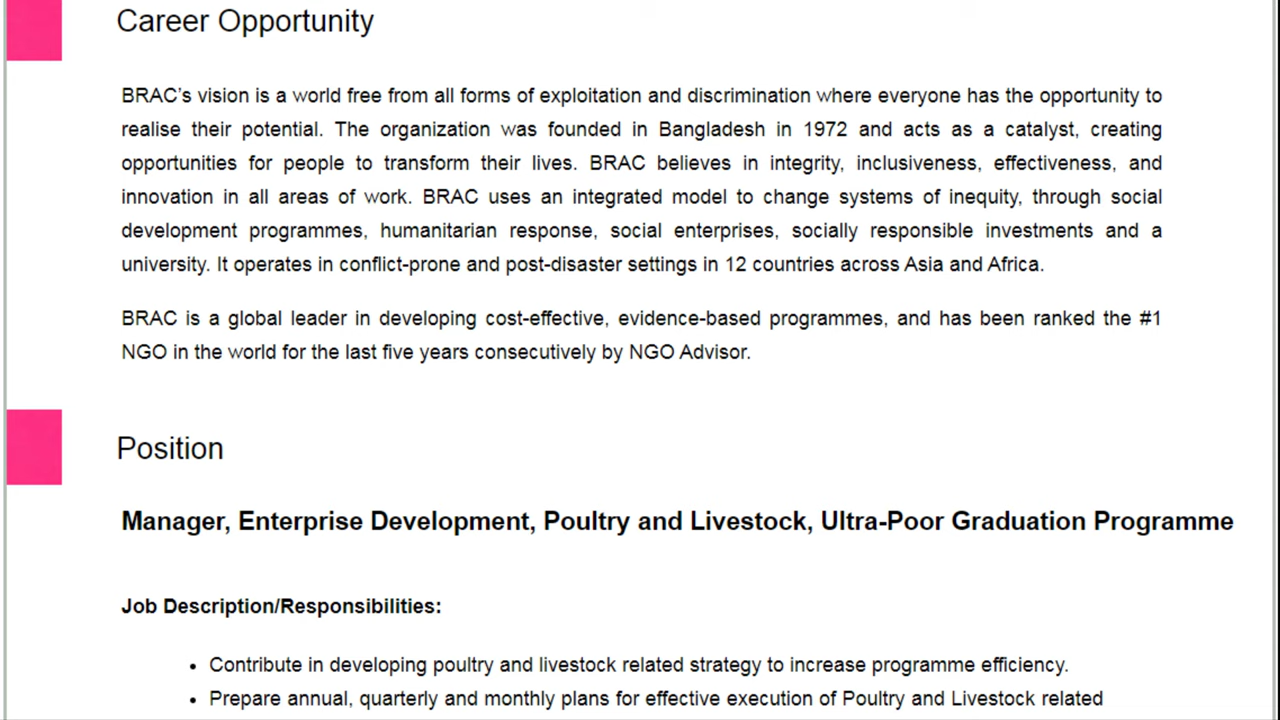 Career Opportunity
BRAC’s vision is a world free from all forms of exploitation and discrimination where everyone has the opportunity to
realise their potential. The organization was founded in Bangladesh in 1972 and acts as a catalyst, creating
opportunities for people to transform their lives. BRAC believes in integrity, inclusiveness, effectiveness, and
innovation in all areas of work. BRAC uses an integrated model to change systems of inequity, through social
development programmes, humanitarian response, social enterprises, socially responsible investments and a
university. It operates in conflict-prone and post-disaster settings in 12 countries across Asia and Africa.
BRAC is a global leader in developing cost-effective, evidence-based programmes, and has been ranked the #1
NGO in the world for the last five years consecutively by NGO Advisor.
Position
Manager, Enterprise Development, Poultry and Livestock, Ultra-Poor Graduation Programme
Job Description/Responsibilities:
• Contribute in developing poultry and livestock related strategy to increase programme efficiency.
• Prepare annual, quarterly and monthly plans for effective execution of Poultry and Livestock related